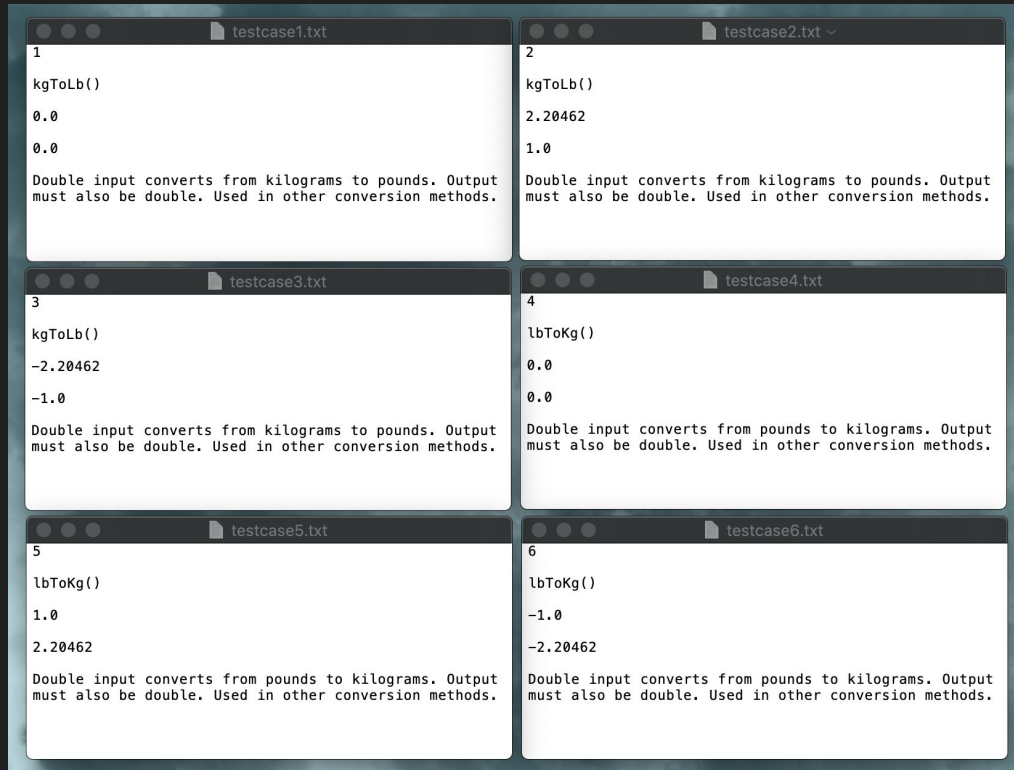 testcase1.txt
1
kgToLb()
0.0
0.0
Double input converts from kilograms to pounds. Output
must also be double. Used in other conversion methods.
testcase2.txt
2
kgToLb()
2.20462
1.0
Double input converts from kilograms to pounds. Output
must also be double. Used in other conversion methods.
testcase3.txt
3
kgToLb()
-2.20462
-1.0
Double input converts from kilograms to pounds. Output
must also be double. Used in other conversion methods.
testcase4.txt
4
lbToKg()
0.0
0.0
Double input converts from pounds to kilograms. Output
must also be double. Used in other conversion methods.
testcase5.txt
5
lbToKg()
1.0
2.20462
Double input converts from pounds to kilograms. Output
must also be double. Used in other conversion methods.
testcase6.txt
6
lbToKg()
-1.0
-2.20462
Double input converts from pounds to kilograms. Output
must also be double. Used in other conversion methods.